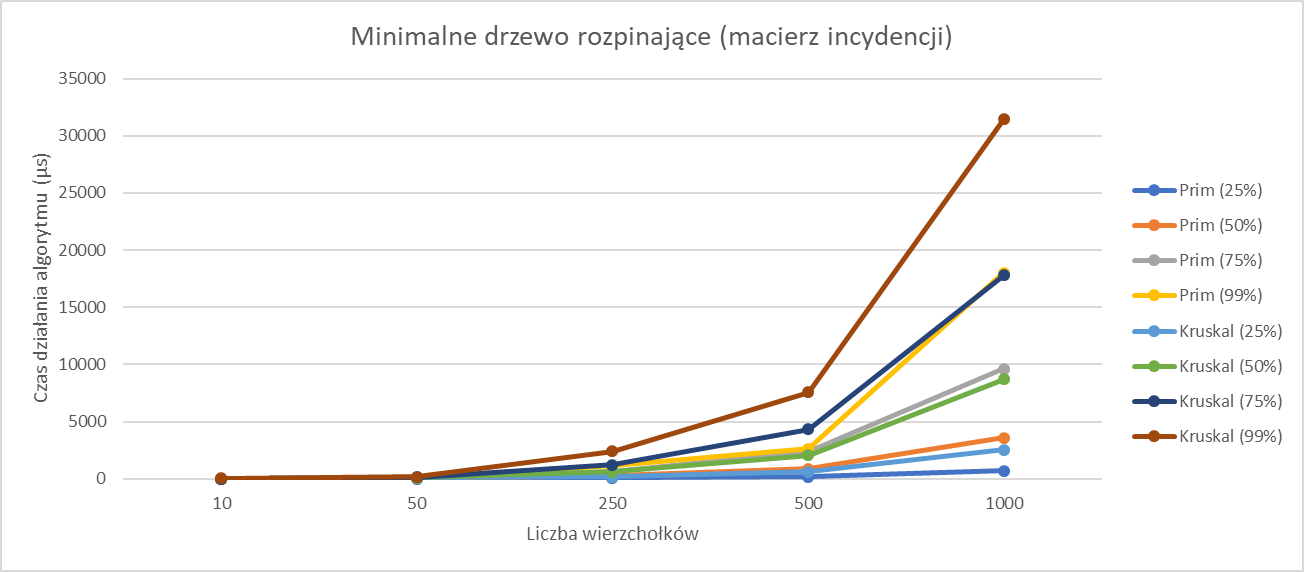 Minimalne drzewo rozpinające (macierz incydencji)
Czas działania algorytmu (µs)
35000
30000
25000
20000
15000
10000
5000
0
10
50
250
500
1000
Liczba wierzchołków
Prim (25%)
Prim (50%)
Prim (75%)
Prim (99%)
Kruskal (25%)
Kruskal (50%)
Kruskal (75%)
Kruskal (99%)